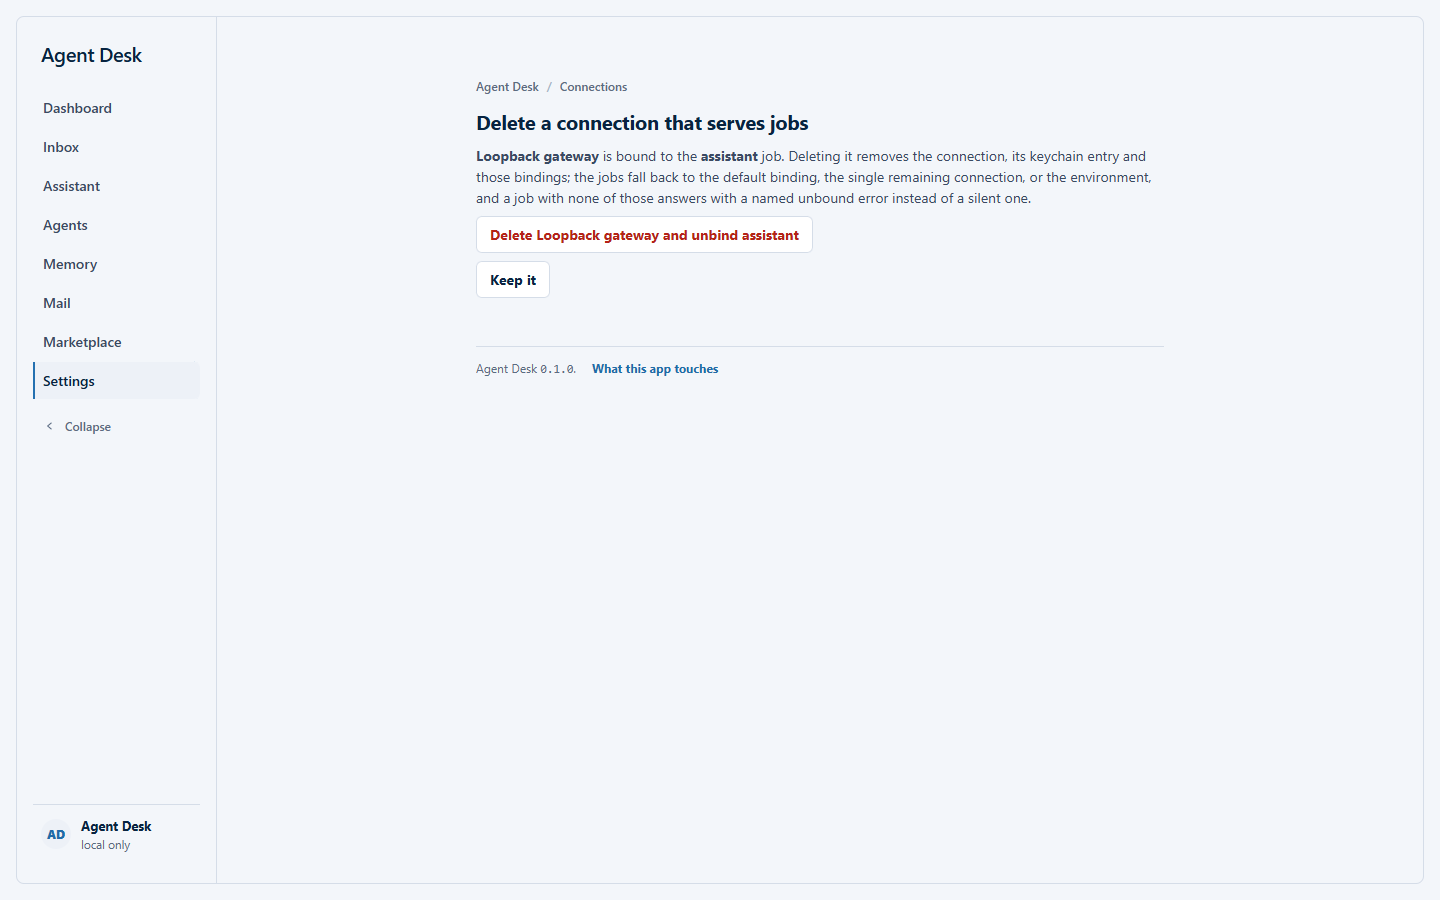 Agent Desk
Dashboard
Inbox
Assistant
Agents
Memory
Mail
Marketplace
Settings
Collapse
AD
Agent Desk
local only
Agent Desk / Connections
Delete a connection that serves jobs
Loopback gateway is bound to the assistant job. Deleting it removes the connection, its keychain entry and
those bindings; the jobs fall back to the default binding, the single remaining connection, or the environment,
and a job with none of those answers with a named unbound error instead of a silent one.
Delete Loopback gateway and unbind assistant
Keep it
Agent Desk 0.1.0. What this app touches